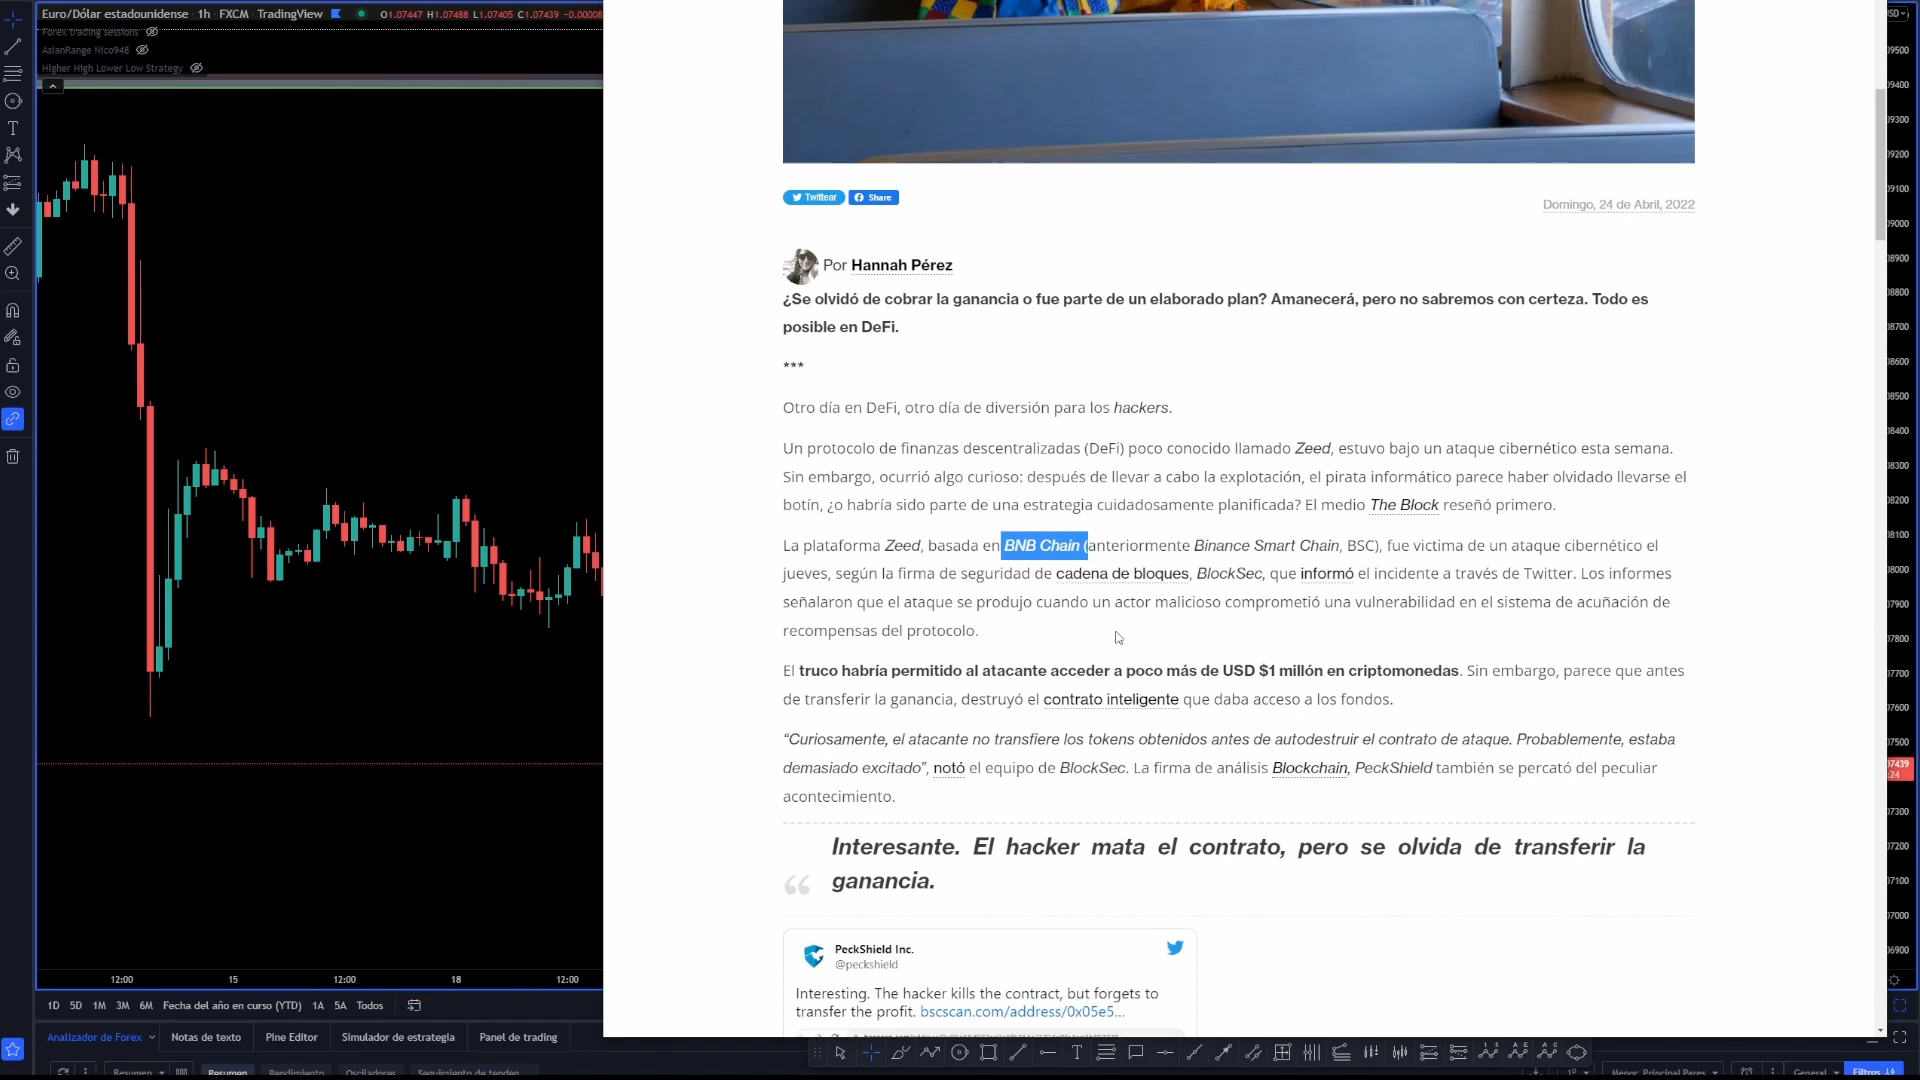 Euro/Dólar estadounidense · 1h · FXCM · TradingView O1.07447 H1.07488 L1.07405 C1.07439 −0.00008
Forex trading sessions
AsianRange Nico948
Higher High Lower Low Strategy
Twittear Share
Domingo, 24 de Abril, 2022
Por Hannah Pérez
¿Se olvidó de cobrar la ganancia o fue parte de un elaborado plan? Amanecerá, pero no sabremos con certeza. Todo es
posible en DeFi.
***
Otro día en DeFi, otro día de diversión para los hackers.
Un protocolo de finanzas descentralizadas (DeFi) poco conocido llamado Zeed, estuvo bajo un ataque cibernético esta semana.
Sin embargo, ocurrió algo curioso: después de llevar a cabo la explotación, el pirata informático parece haber olvidado llevarse el
botín, ¿o habría sido parte de una estrategia cuidadosamente planificada? El medio The Block reseñó primero.
La plataforma Zeed, basada en BNB Chain (anteriormente Binance Smart Chain, BSC), fue victima de un ataque cibernético el
jueves, según la firma de seguridad de cadena de bloques, BlockSec, que informó el incidente a través de Twitter. Los informes
señalaron que el ataque se produjo cuando un actor malicioso comprometió una vulnerabilidad en el sistema de acuñación de
recompensas del protocolo.
El truco habría permitido al atacante acceder a poco más de USD $1 millón en criptomonedas. Sin embargo, parece que antes
de transferir la ganancia, destruyó el contrato inteligente que daba acceso a los fondos.
“Curiosamente, el atacante no transfiere los tokens obtenidos antes de autodestruir el contrato de ataque. Probablemente, estaba
demasiado excitado”, notó el equipo de BlockSec. La firma de análisis Blockchain, PeckShield también se percató del peculiar
acontecimiento.
Interesante. El hacker mata el contrato, pero se olvida de transferir la
ganancia.
PeckShield Inc.
@peckshield
Interesting. The hacker kills the contract, but forgets to
transfer the profit. bscscan.com/address/0x05e5...
12:00 15 12:00 18 12:00
1D 5D 1M 3M 6M Fecha del año en curso (YTD) 1A 5A Todos
Analizador de Forex Notas de texto Pine Editor Simulador de estrategia Panel de trading
Resumen Resumen Rendimiento Osciladores Seguimiento de tenden
Menor, Principal Pares General Filtros